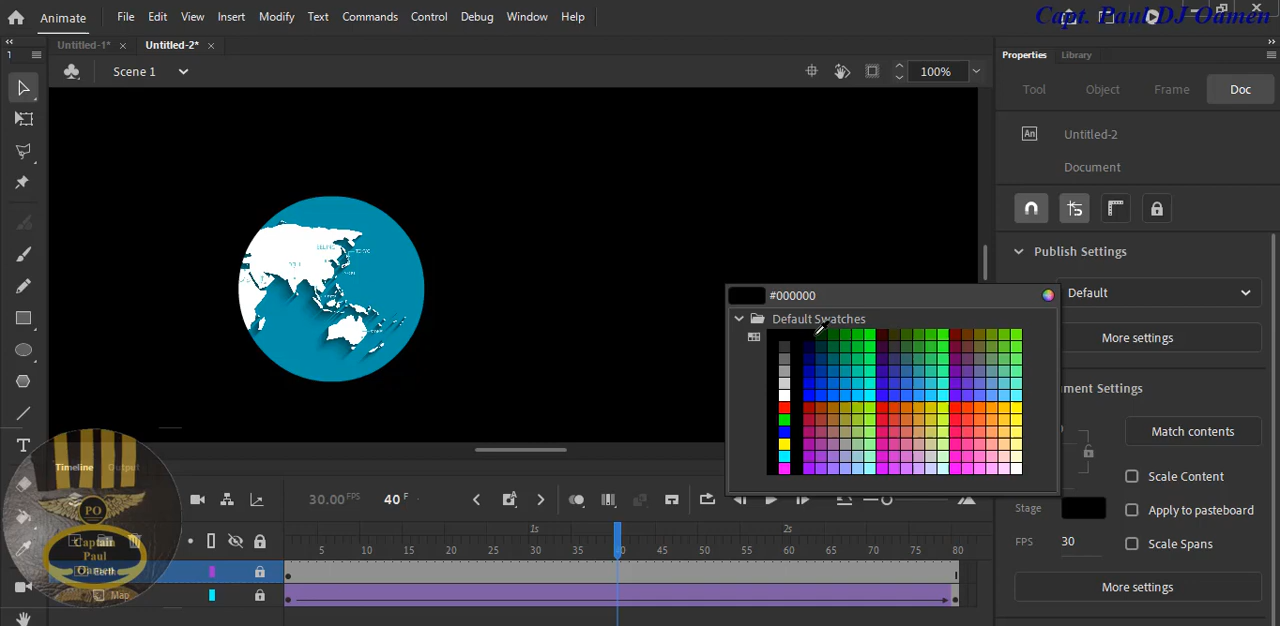 Animate File Edit View Insert Modify Text Commands Control Debug Window Help
Capt. Paul DJ Oamen
Untitled-1* × Untitled-2* ×
Properties Library
1
Scene 1 100%
Tool Object Frame Doc
An Untitled-2
Document
Publish Settings
#000000
Default
Default Swatches
More settings
ment Settings
Match contents
Scale Content
Stage Apply to pasteboard
FPS 30 Scale Spans
More settings
T
Timeline Output
30.00 FPS 40 F
PO
1s 2s
5 10 15 20 25 30 35 40 45 50 55 60 65 70 75 80
Captain
Paul
Oamen
Earth
Map